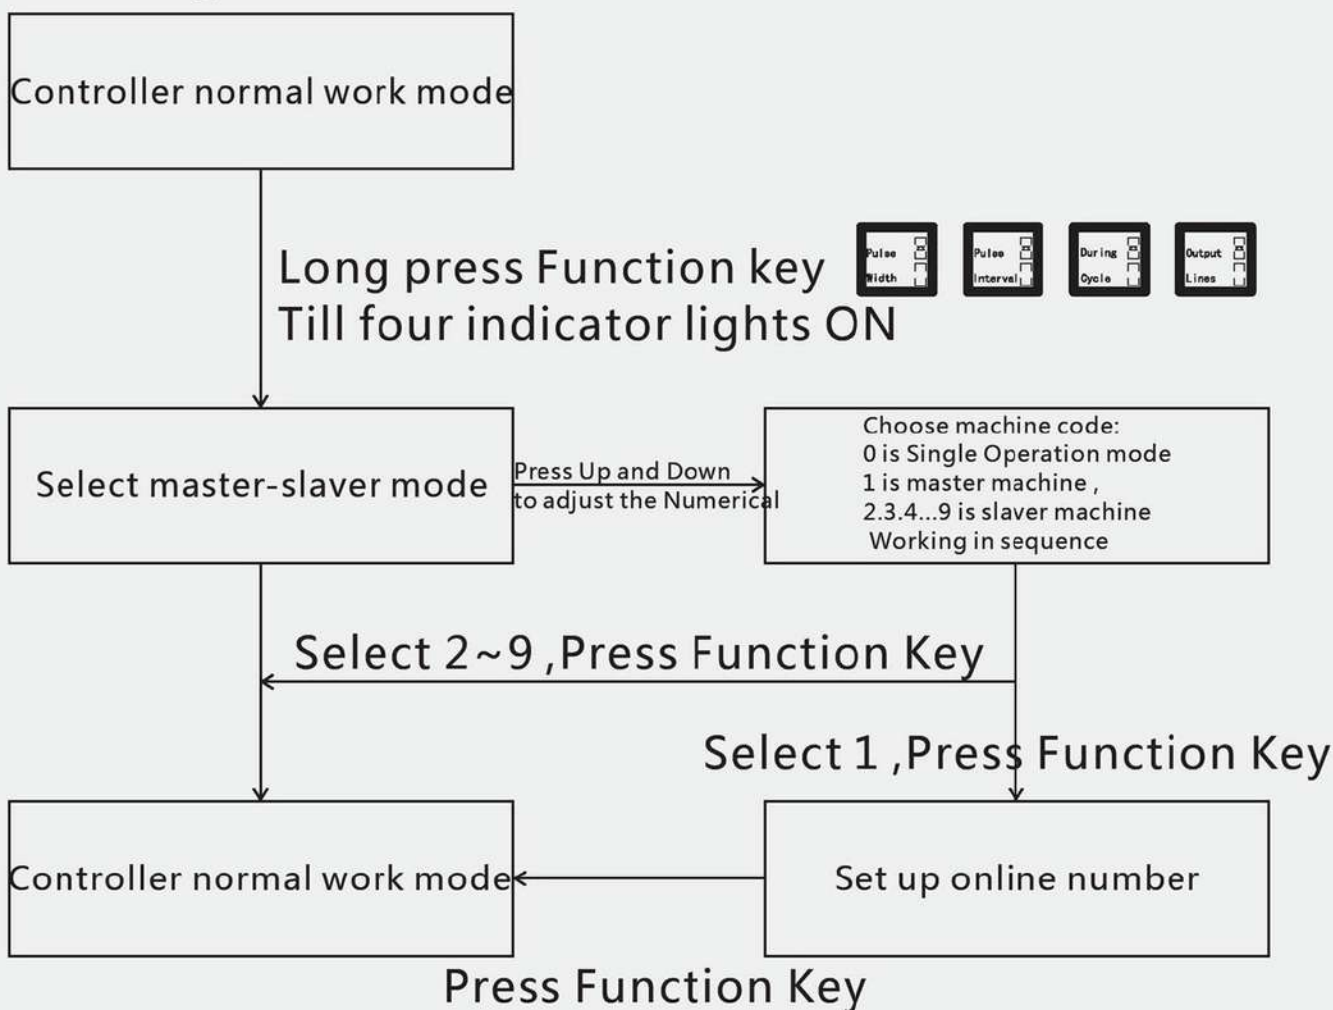 Controller normal work mode
Long press Function key
Till four indicator lights ON
Pulse
Width
Pulse
Interval
During
Cycle
Output
Lines
Select master-slaver mode
Press Up and Down
to adjust the Numerical
Choose machine code:
0 is Single Operation mode
1 is master machine ,
2.3.4...9 is slaver machine
Working in sequence
Select 2~9 ,Press Function Key
Select 1 ,Press Function Key
Controller normal work mode
Set up online number
Press Function Key